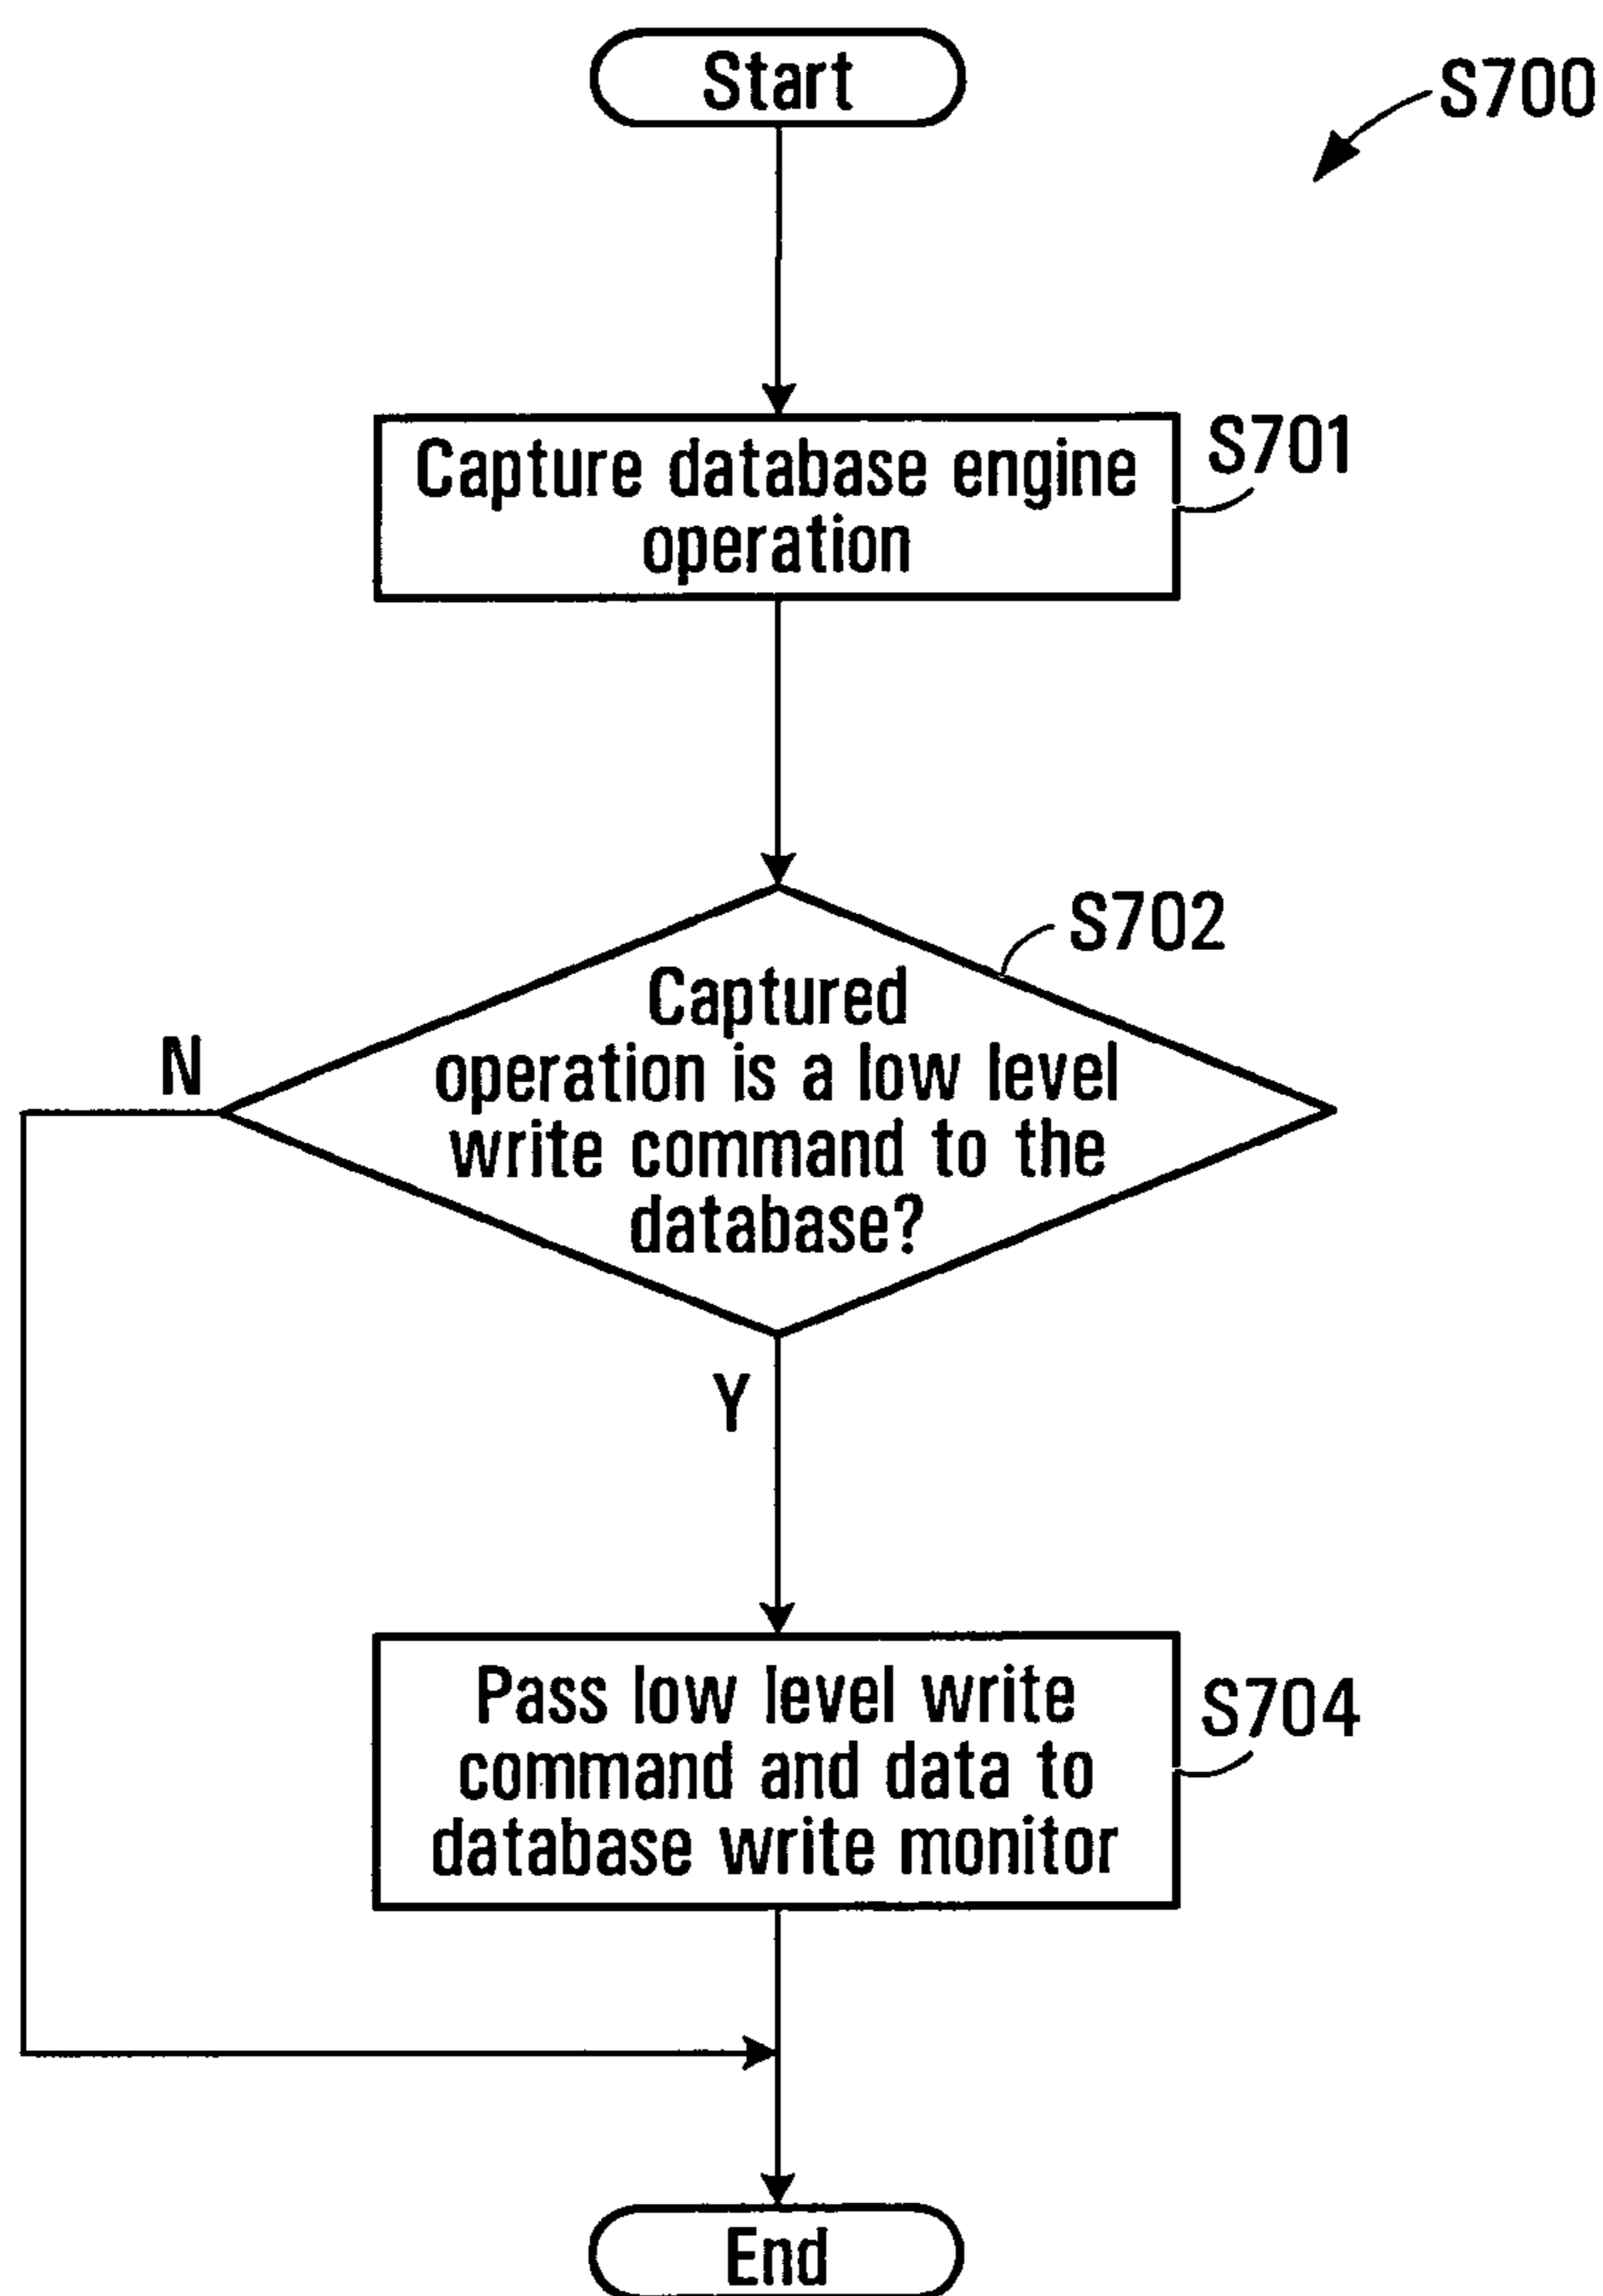 Start
S700
Capture database engine
operation
S701
S702
Captured
operation is a low level
write command to the
database?
N
Y
Pass low level write
command and data to
database write monitor
S704
End